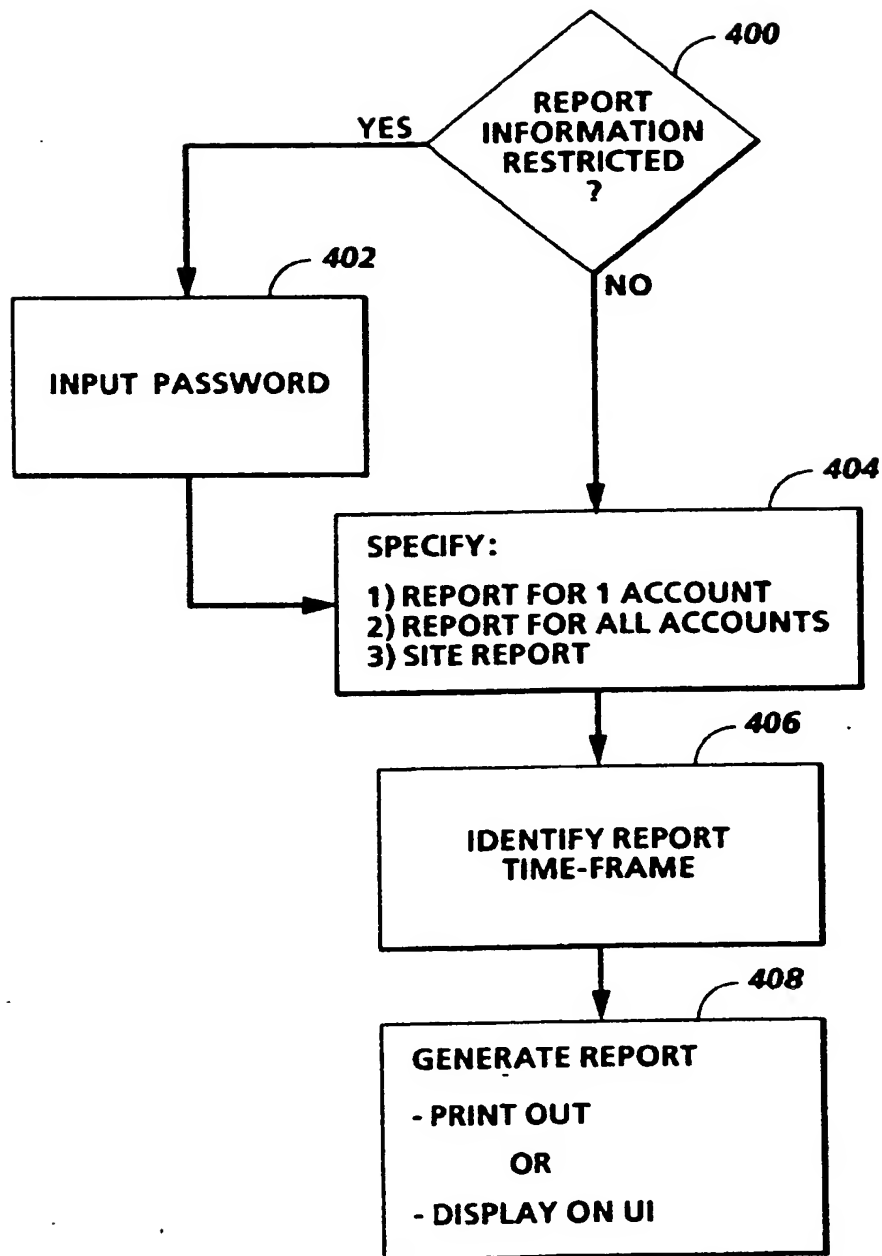 400
REPORT
INFORMATION
RESTRICTED
?
YES
NO
402
INPUT PASSWORD
404
SPECIFY:
1) REPORT FOR 1 ACCOUNT
2) REPORT FOR ALL ACCOUNTS
3) SITE REPORT
406
IDENTIFY REPORT
TIME-FRAME
408
GENERATE REPORT
- PRINT OUT
OR
- DISPLAY ON UI